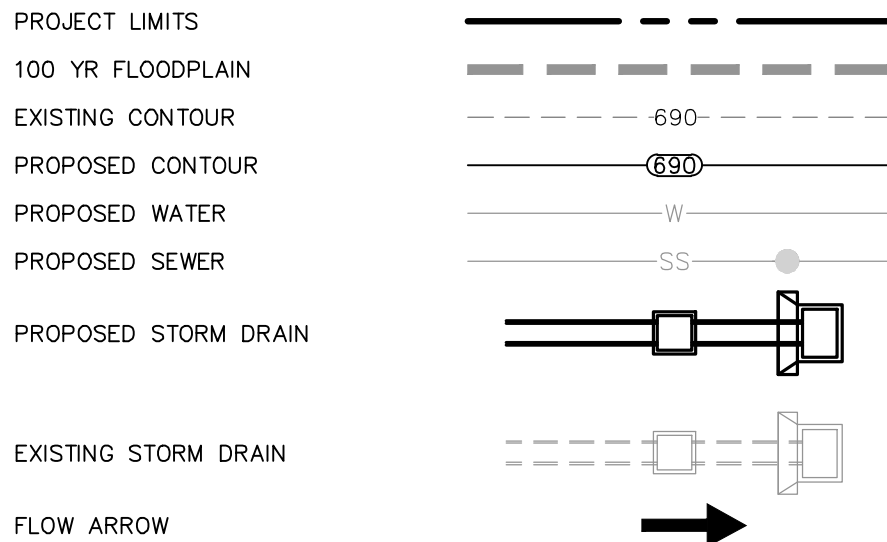 PROJECT LIMITS
100 YR FLOODPLAIN
EXISTING CONTOUR 690
PROPOSED CONTOUR 690
PROPOSED WATER W
PROPOSED SEWER SS
PROPOSED STORM DRAIN
EXISTING STORM DRAIN
FLOW ARROW